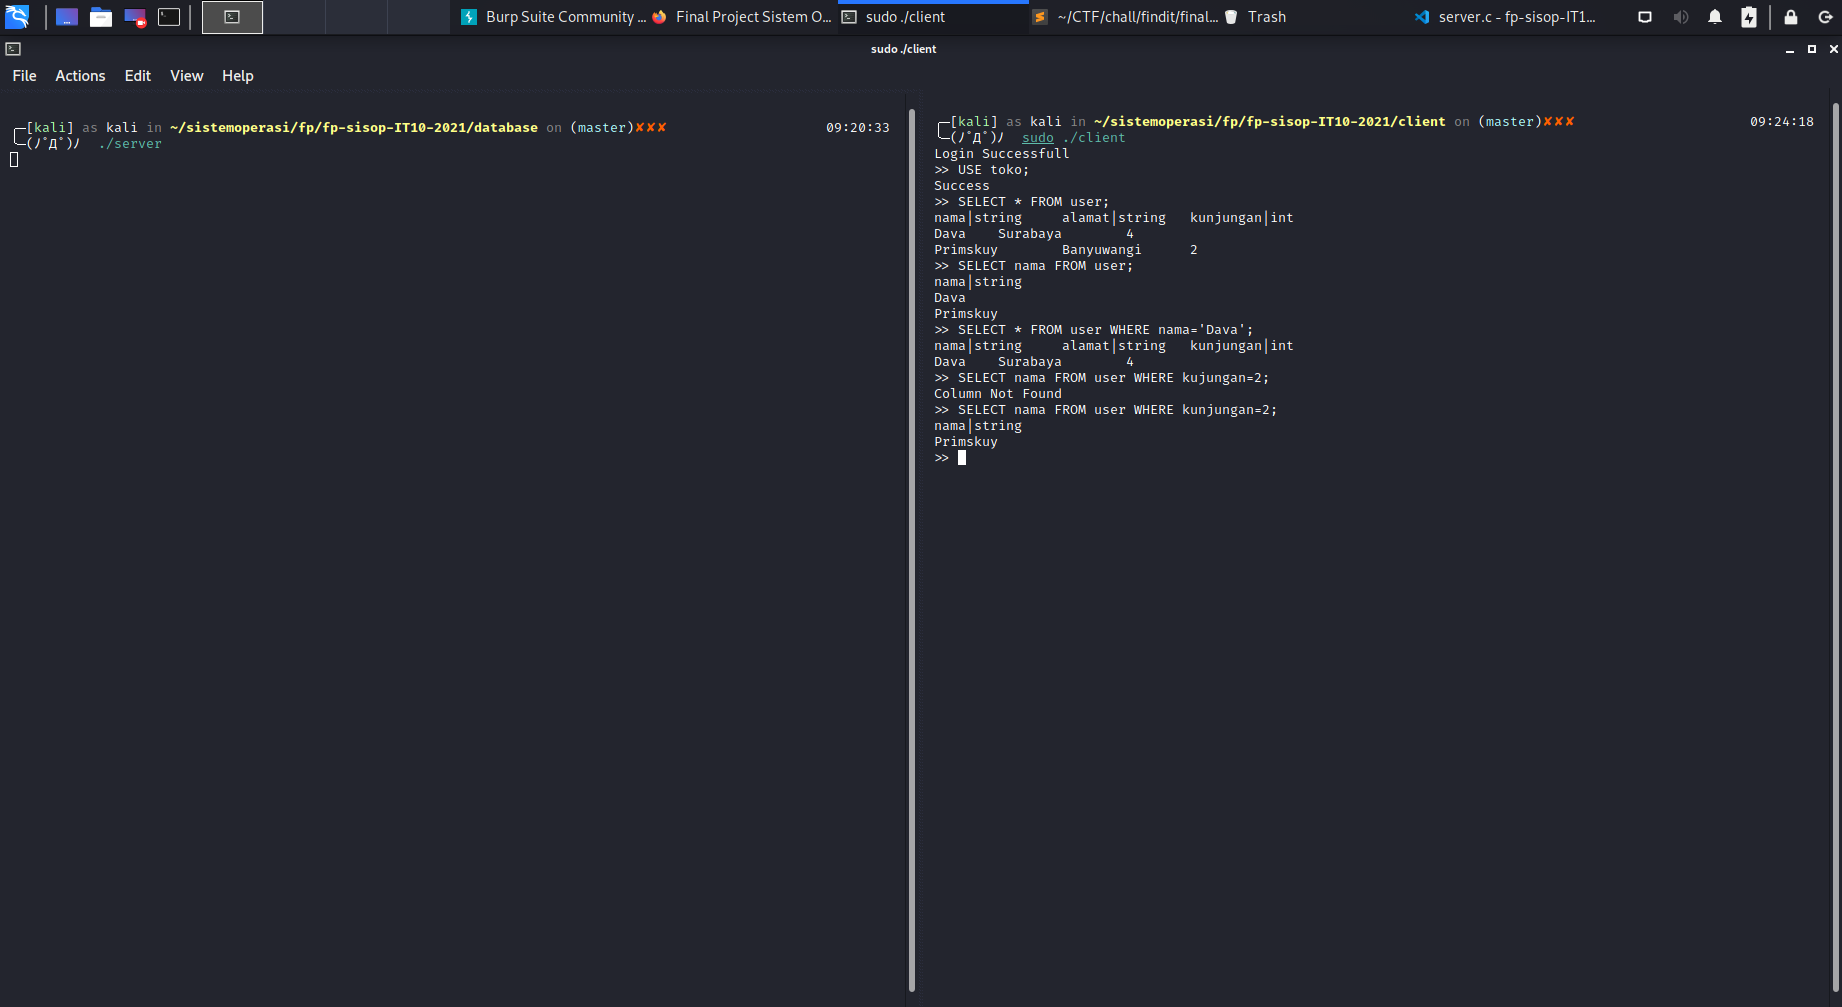 Burp Suite Community ...
Final Project Sistem O...
sudo ./client
~/CTF/chall/findit/final...
Trash
server.c - fp-sisop-IT1...
sudo ./client
File Actions Edit View Help
[kali] as kali in ~/sistemoperasi/fp/fp-sisop-IT10-2021/database on (master)✘✘✘ 09:20:33
(ﾉ˚Д˚)ﾉ ./server
[kali] as kali in ~/sistemoperasi/fp/fp-sisop-IT10-2021/client on (master)✘✘✘ 09:24:18
(ﾉ˚Д˚)ﾉ sudo ./client
Login Successfull
>> USE toko;
Success
>> SELECT * FROM user;
nama|string alamat|string kunjungan|int
Dava Surabaya 4
Primskuy Banyuwangi 2
>> SELECT nama FROM user;
nama|string
Dava
Primskuy
>> SELECT * FROM user WHERE nama='Dava';
nama|string alamat|string kunjungan|int
Dava Surabaya 4
>> SELECT nama FROM user WHERE kujungan=2;
Column Not Found
>> SELECT nama FROM user WHERE kunjungan=2;
nama|string
Primskuy
>>